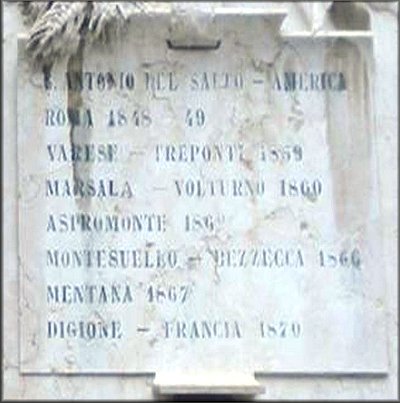 S. ANTONIO DEL SALTO - AMERICA
ROMA 1848 49
VARESE - TREPONTI 1859
MARSALA - VOLTURNO 1860
ASPROMONTE 1862
MONTESUELLO - BEZZECCA 1866
MENTANA 1867
DIGIONE - FRANCIA 1870